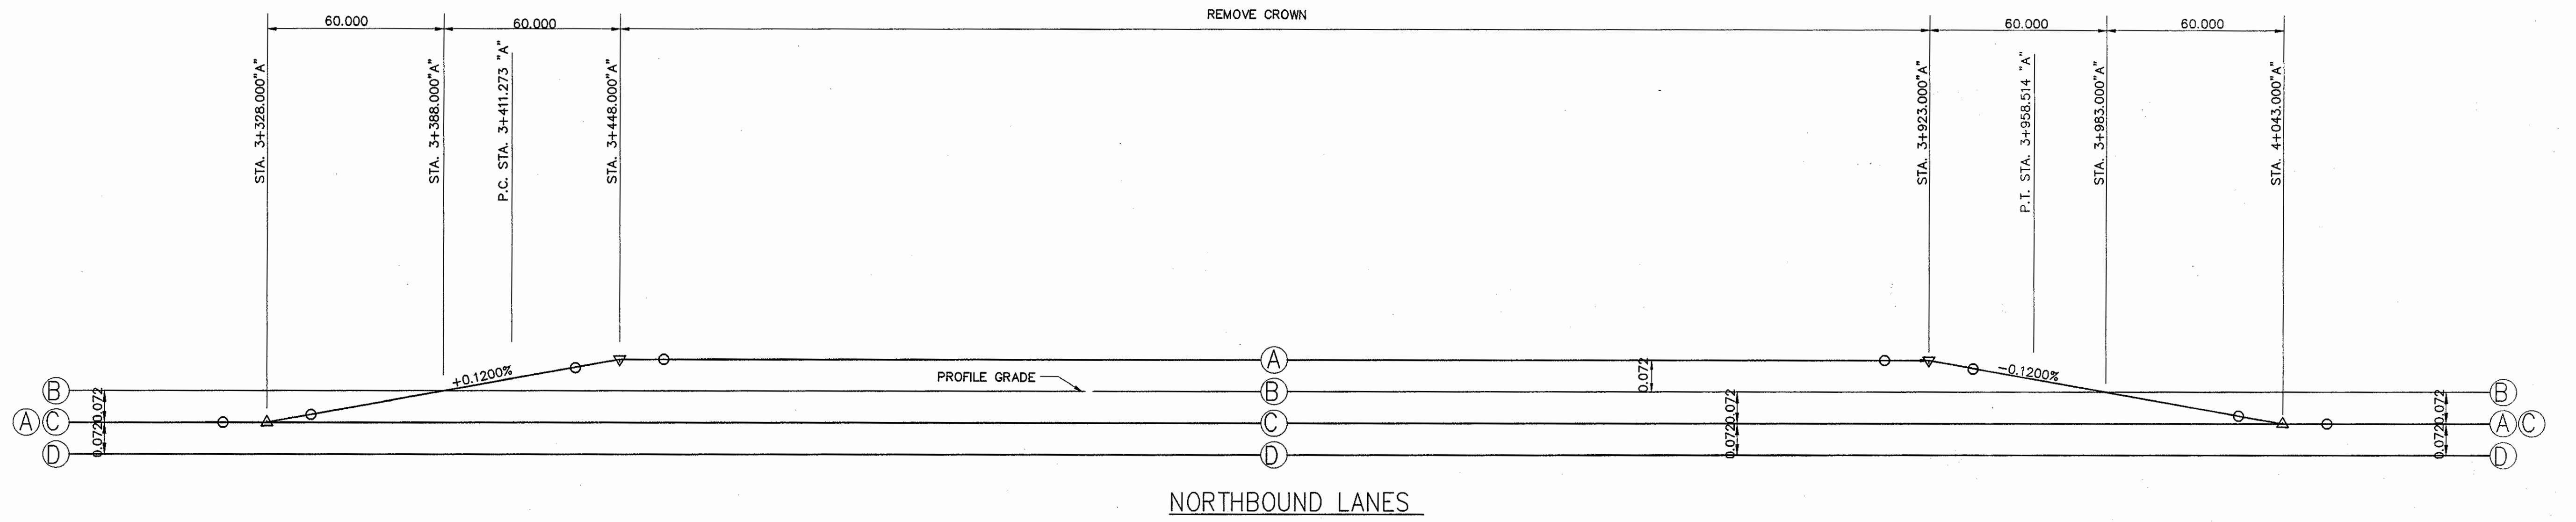 REMOVE CROWN
60.000
60.000
60.000
60.000
STA. 3+328.000"A"
STA. 3+388.000"A"
P.C. STA. 3+411.273 "A"
STA. 3+448.000"A"
STA. 3+923.000"A"
P.T. STA. 3+958.514 "A"
STA. 3+983.000"A"
STA. 4+043.000"A"
+0.1200%
A
0.072
-0.1200%
PROFILE GRADE
B
B
B
0.072
0.072
0.072
A C
C
A C
0.072
0.072
0.072
D
D
D
NORTHBOUND LANES